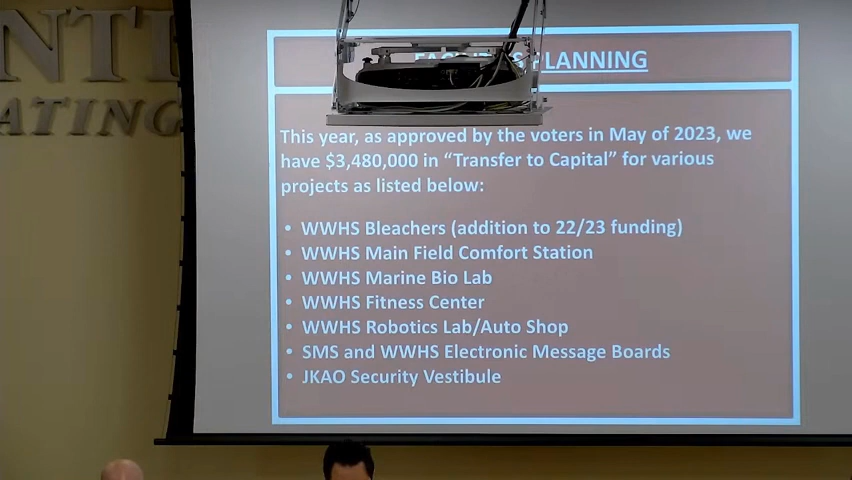 NT
ATING
PLANNING
This year, as approved by the voters in May of 2023, we
have $3,480,000 in “Transfer to Capital” for various
projects as listed below:
• WWHS Bleachers (addition to 22/23 funding)
• WWHS Main Field Comfort Station
• WWHS Marine Bio Lab
• WWHS Fitness Center
• WWHS Robotics Lab/Auto Shop
• SMS and WWHS Electronic Message Boards
• JKAO Security Vestibule